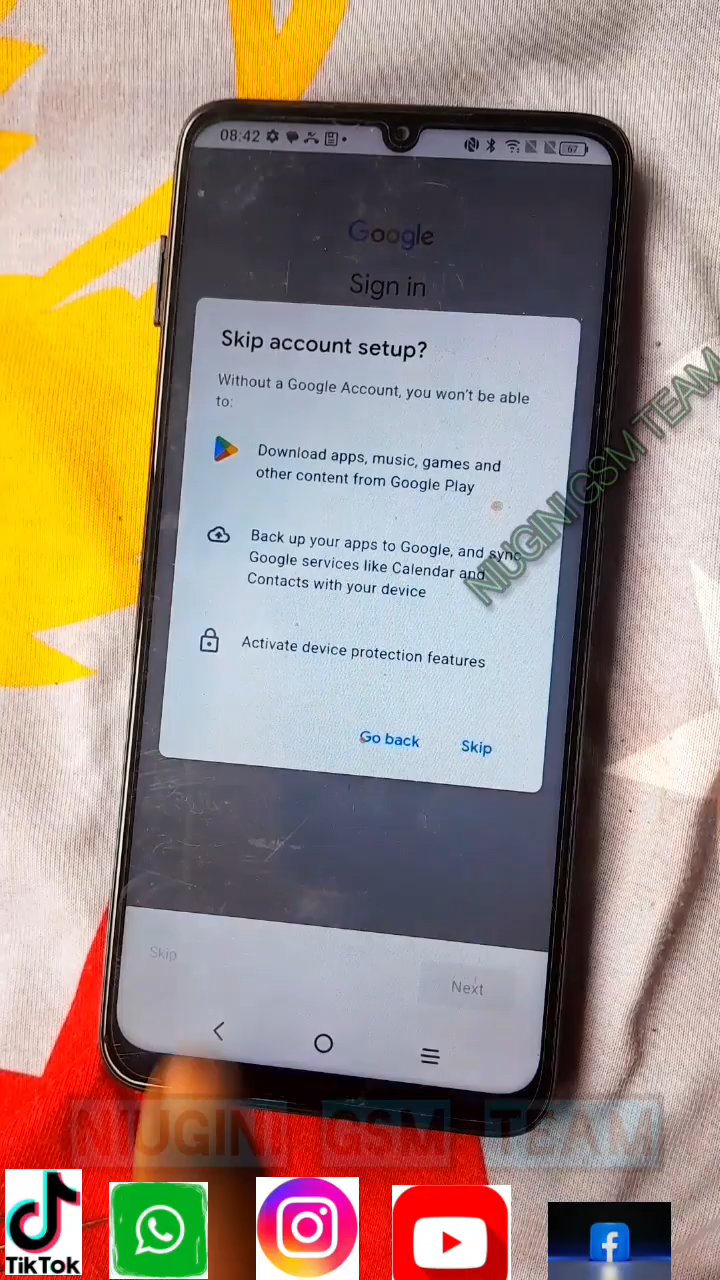 08:42
67
Google
Sign in
Skip account setup?
Without a Google Account, you won't be able
to:
Download apps, music, games and
other content from Google Play
Back up your apps to Google, and sync
Google services like Calendar and
Contacts with your device
Activate device protection features
Go back Skip
Skip
Next
NIUGINI GSM TEAM
NIUGINI GSM TEAM
TikTok